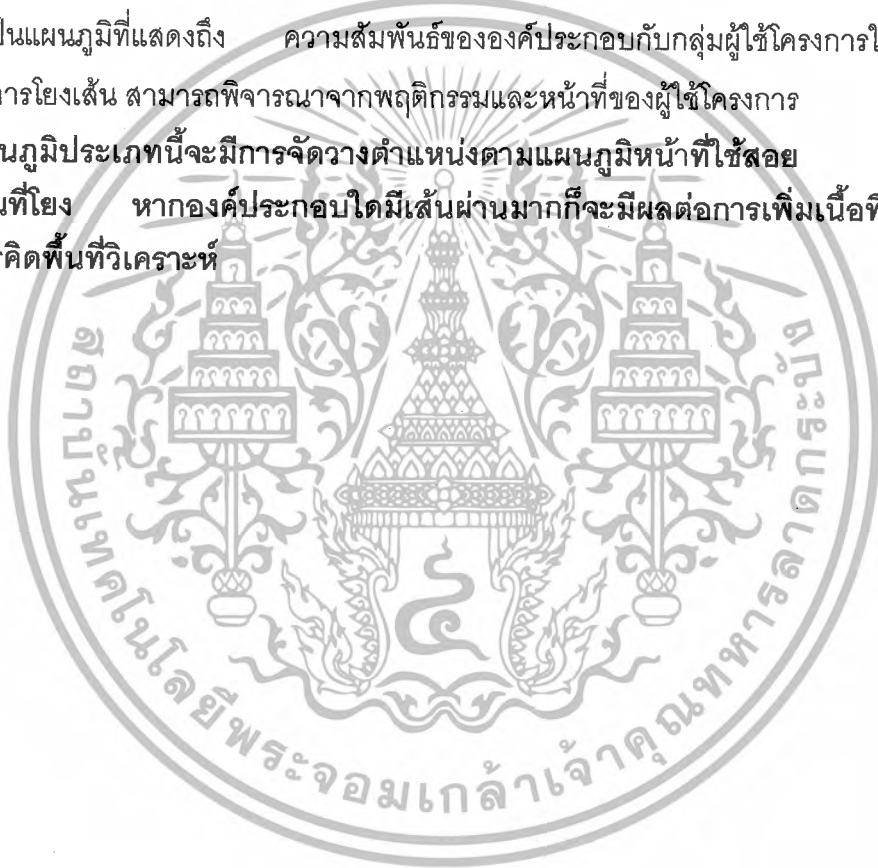 ป็นแผนภูมิที่แสดงถึง ความสัมพันธ์ขององค์ประกอบกับกลุ่มผู้ใช้โครงการใ
การโยงเส้น สามารถพิจารณาจากพฤติกรรมและหน้าที่ของผู้ใช้โครงการ
นภูมิประเภทนี้จะมีการจัดวางตำแหน่งตามแผนภูมิหน้าที่ใช้สอย
นที่โยง หากองค์ประกอบใดมีเส้นผ่านมากก็จะมีผลต่อการเพิ่มเนื้อที
รคิดพื้นที่วิเคราะห์
สถาบันเทคโนโลยีพระจอมเกล้าเจ้าคุณทหารลาดกระบัง
๔